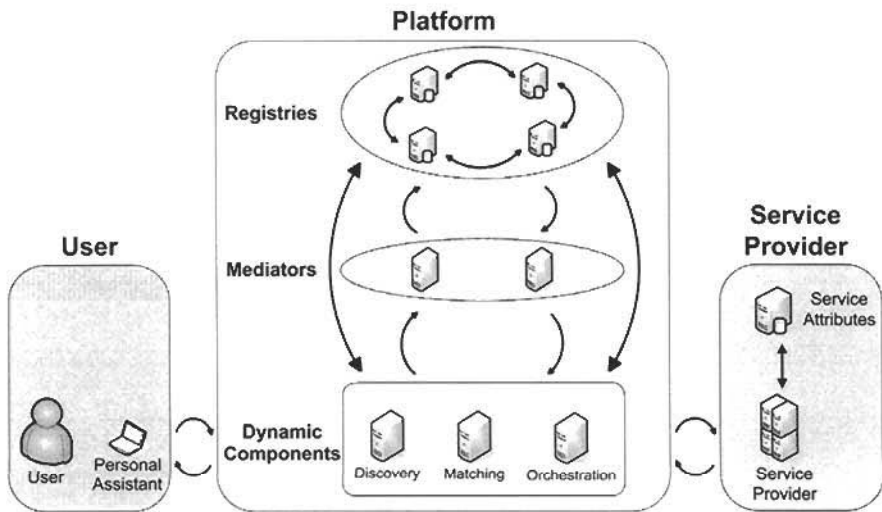 Platform
Registries
User
Mediators
Service
Provider
Service
Attributes
Dynamic
Components
Discovery
Matching
Orchestration
User
Personal
Assistant
Service
Provider